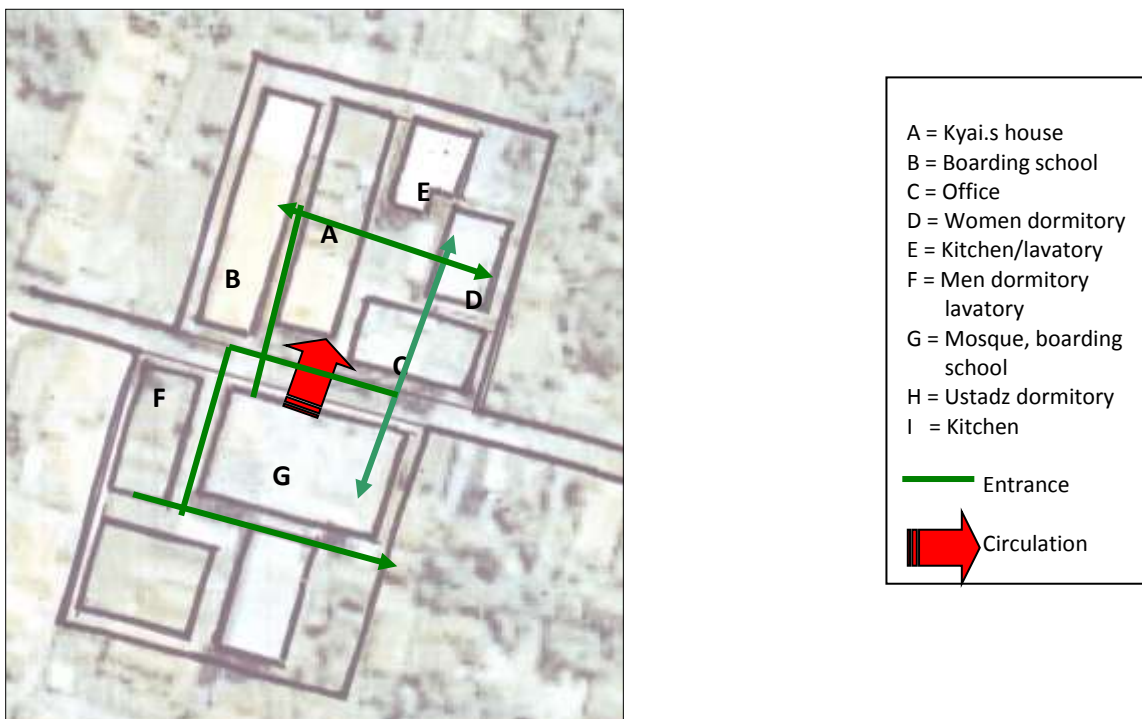 E
A
B
D
C
F
G
A = Kyai.s house
B = Boarding school
C = Office
D = Women dormitory
E = Kitchen/lavatory
F = Men dormitory
lavatory
G = Mosque, boarding
school
H = Ustadz dormitory
I = Kitchen
Entrance
Circulation